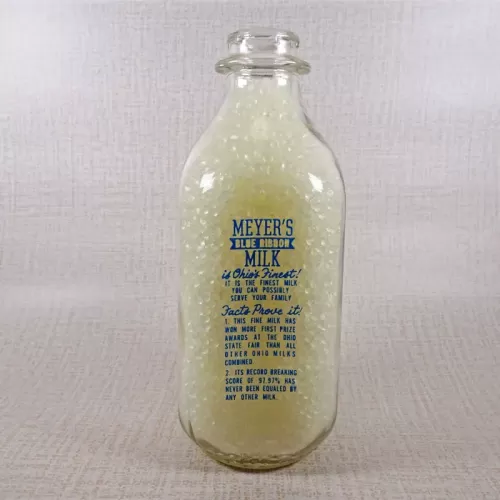 MEYER'S
BLUE RIBBON
MILK
is Ohio's Finest!
IT IS THE FINEST MILK
YOU CAN POSSIBLY
SERVE YOUR FAMILY
Facts Prove it!
1. THIS FINE MILK HAS
WON MORE FIRST PRIZE
AWARDS AT THE OHIO
STATE FAIR THAN ALL
OTHER OHIO MILKS
COMBINED.
2. ITS RECORD BREAKING
SCORE OF 97.97% HAS
NEVER BEEN EQUALED BY
ANY OTHER MILK.